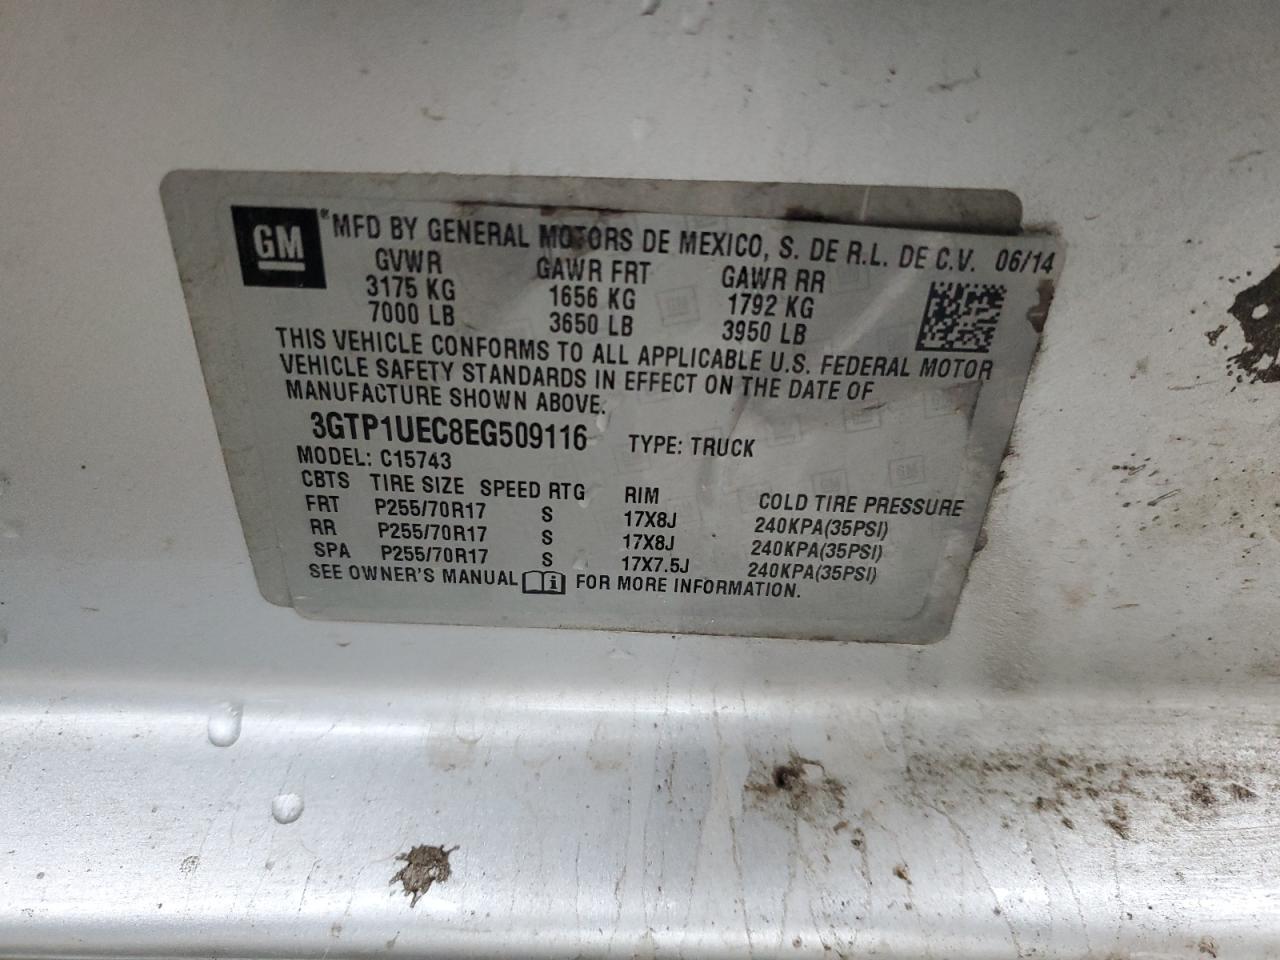 GM ® MFD BY GENERAL MOTORS DE MEXICO, S. DE R.L. DE C.V. 06/14
GVWR GAWR FRT GAWR RR
3175 KG 1656 KG 1792 KG
7000 LB 3650 LB 3950 LB
THIS VEHICLE CONFORMS TO ALL APPLICABLE U.S. FEDERAL MOTOR
VEHICLE SAFETY STANDARDS IN EFFECT ON THE DATE OF
MANUFACTURE SHOWN ABOVE.
3GTP1UEC8EG509116 TYPE: TRUCK
MODEL: C15743
CBTS TIRE SIZE SPEED RTG RIM COLD TIRE PRESSURE
FRT P255/70R17 S 17X8J 240KPA(35PSI)
RR P255/70R17 S 17X8J 240KPA(35PSI)
SPA P255/70R17 S 17X7.5J 240KPA(35PSI)
SEE OWNER'S MANUAL i FOR MORE INFORMATION.